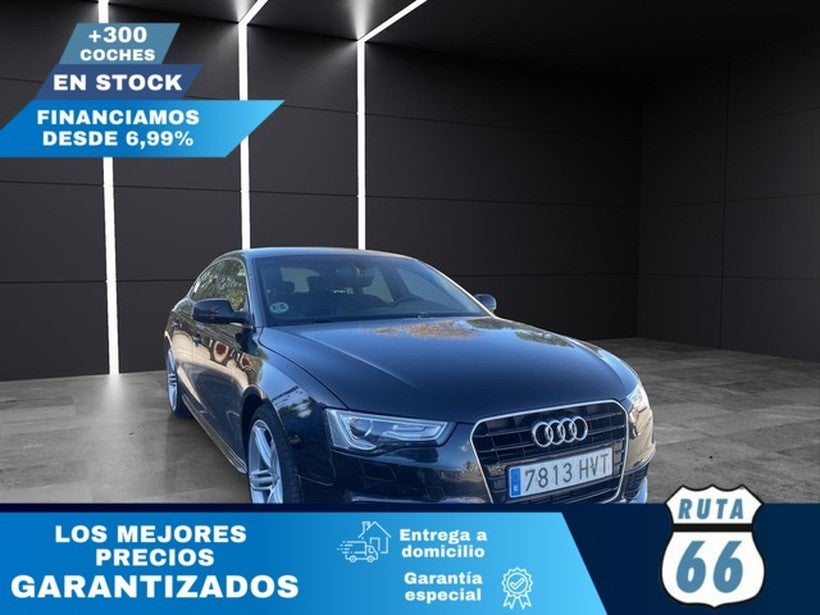 +300
COCHES
EN STOCK
FINANCIAMOS
DESDE 6,99%
7813 HVT
E
LOS MEJORES
PRECIOS
GARANTIZADOS
Entrega a
domicilio
Garantía
especial
RUTA
66